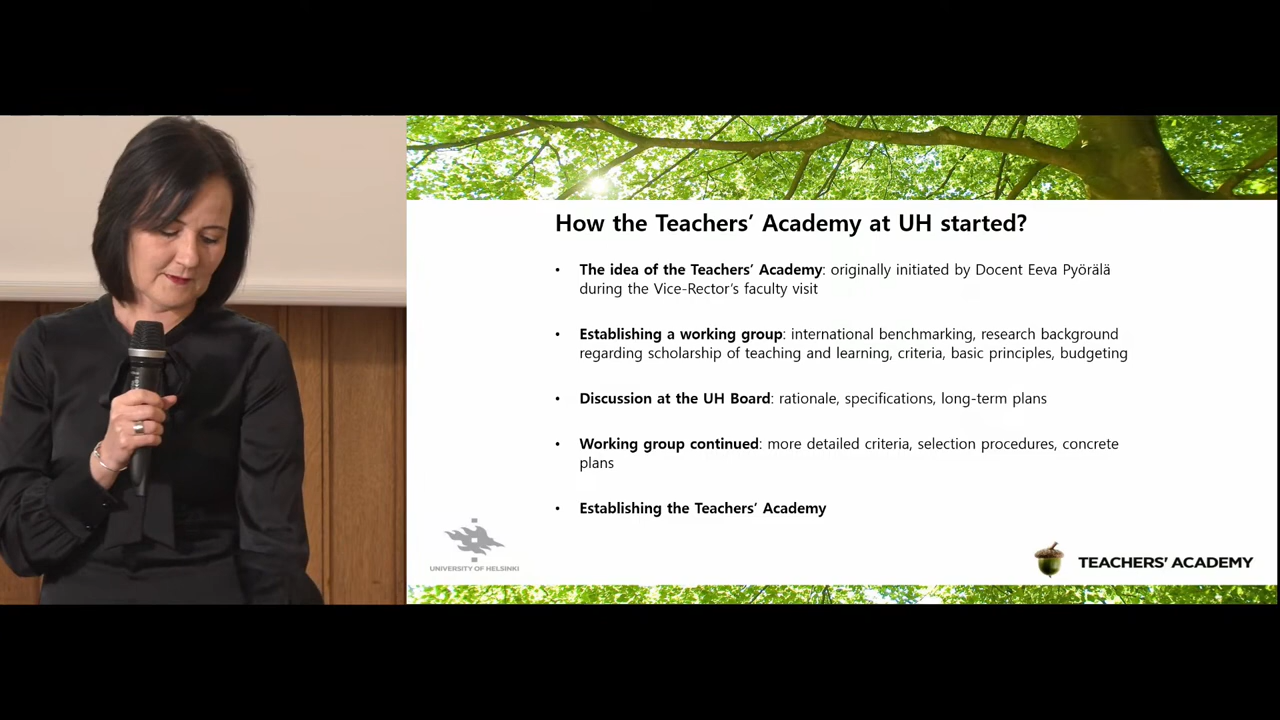 How the Teachers’ Academy at UH started?
• The idea of the Teachers’ Academy: originally initiated by Docent Eeva Pyörälä
during the Vice-Rector’s faculty visit
• Establishing a working group: international benchmarking, research background
regarding scholarship of teaching and learning, criteria, basic principles, budgeting
• Discussion at the UH Board: rationale, specifications, long-term plans
• Working group continued: more detailed criteria, selection procedures, concrete
plans
• Establishing the Teachers’ Academy
UNIVERSITY OF HELSINKI
TEACHERS’ ACADEMY